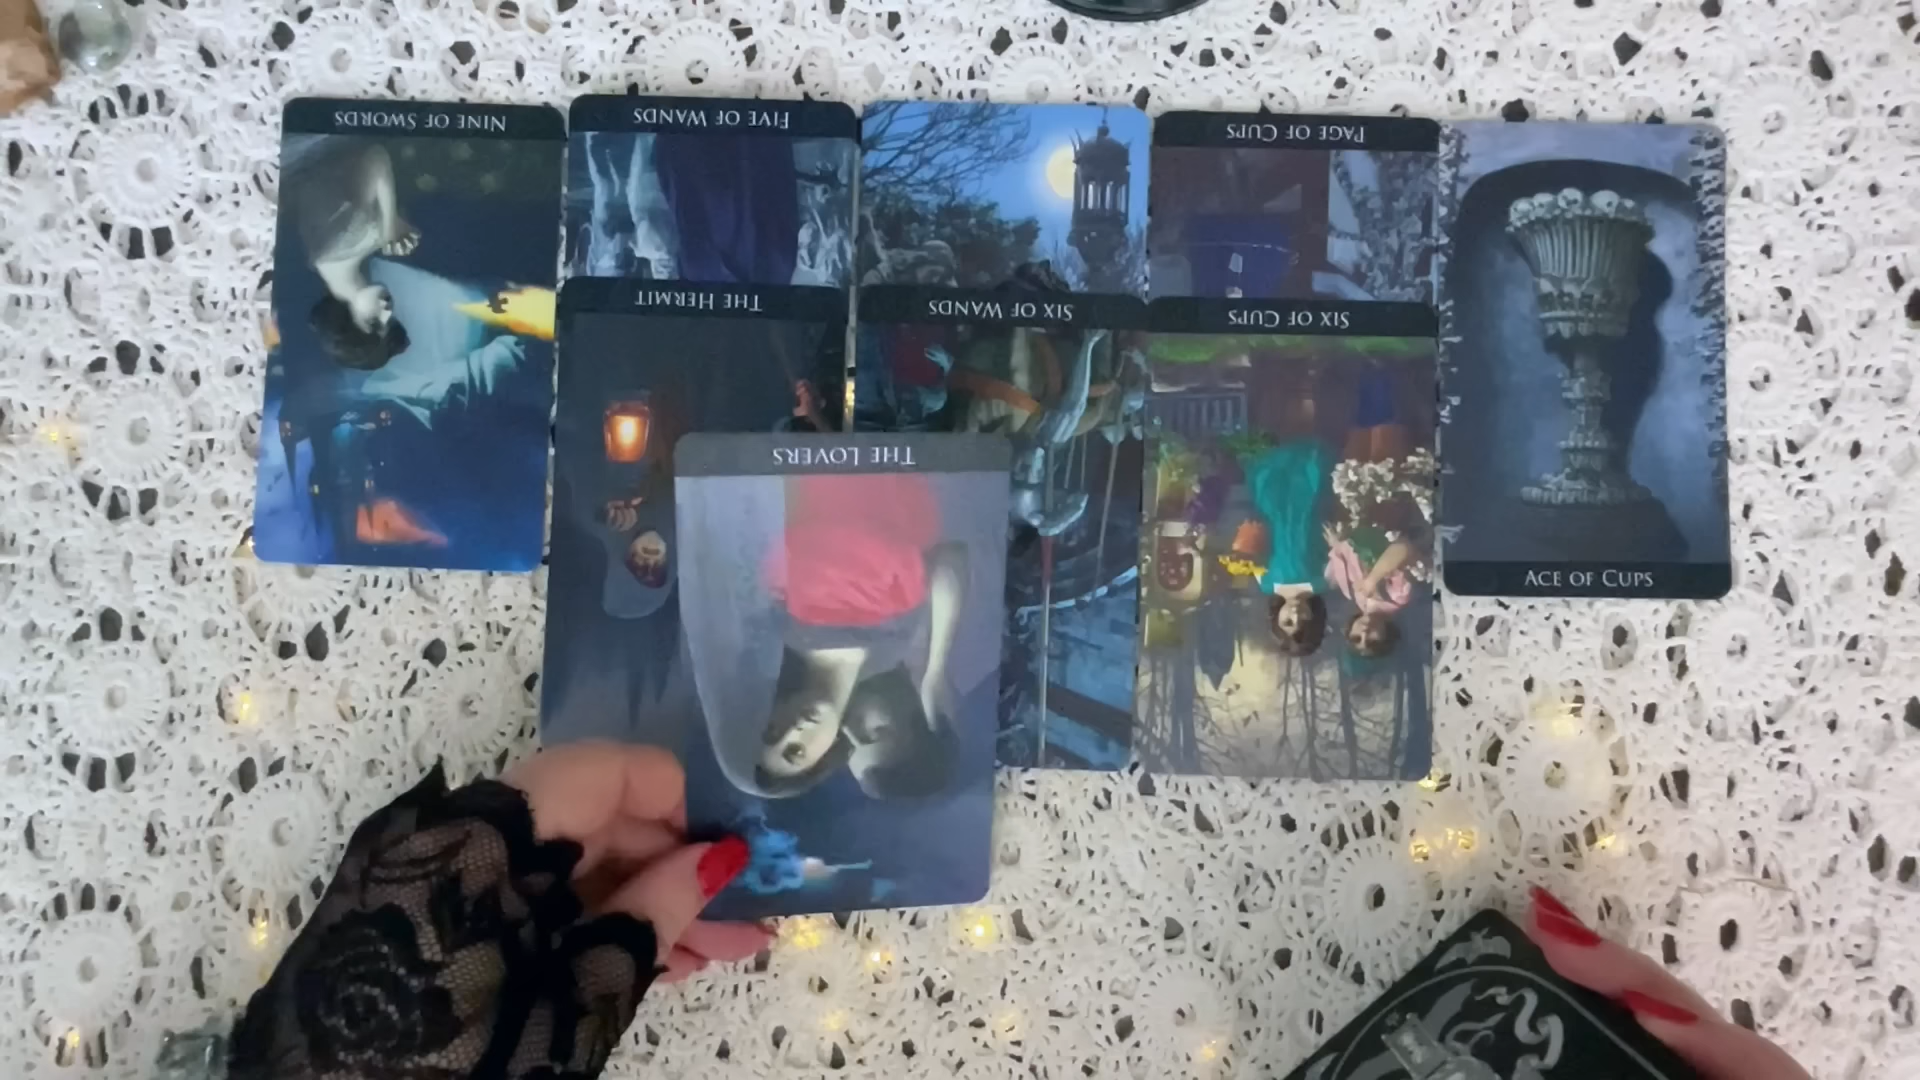 NINE OF SWORDS
FIVE OF WANDS
PAGE OF CUPS
THE HERMIT
SIX OF WANDS
SIX OF CUPS
THE LOVERS
ACE OF CUPS